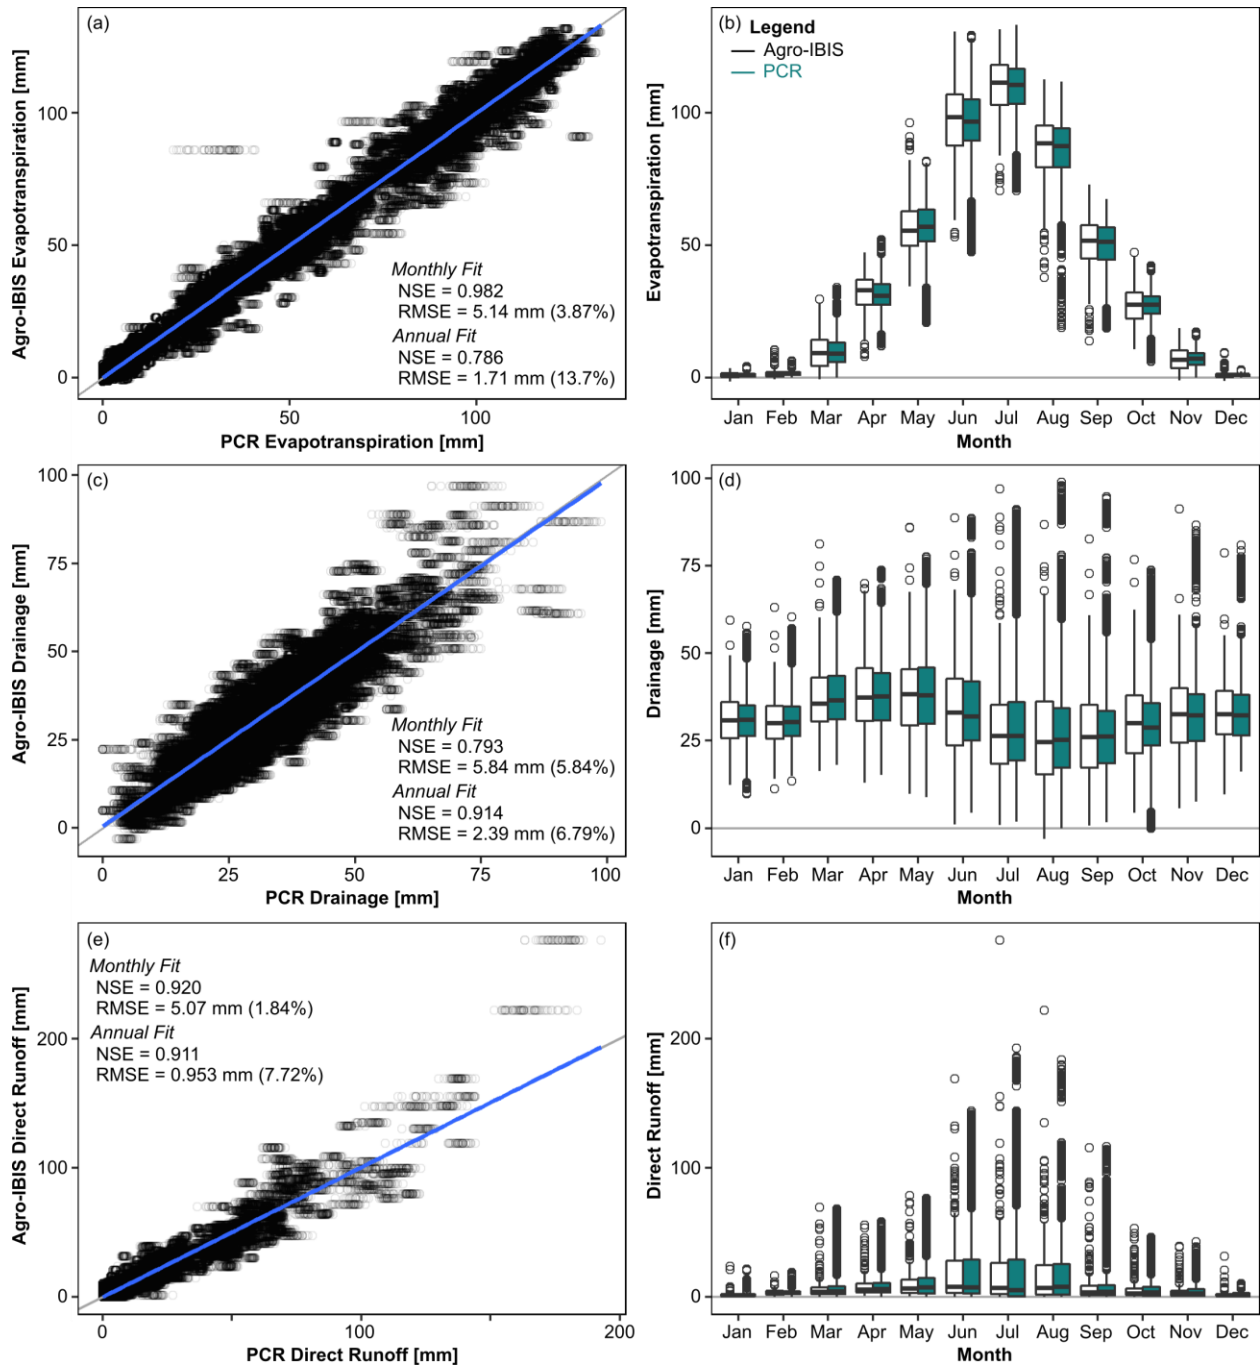 (a)
Agro-IBIS Evapotranspiration [mm]
100
50
0
Monthly Fit
NSE = 0.982
RMSE = 5.14 mm (3.87%)
Annual Fit
NSE = 0.786
RMSE = 1.71 mm (13.7%)
0 50 100
PCR Evapotranspiration [mm]
(b)
Legend
Agro-IBIS
PCR
Evapotranspiration [mm]
100
50
0
Jan Feb Mar Apr May Jun Jul Aug Sep Oct Nov Dec
Month
(c)
Agro-IBIS Drainage [mm]
100
75
50
25
0
Monthly Fit
NSE = 0.793
RMSE = 5.84 mm (5.84%)
Annual Fit
NSE = 0.914
RMSE = 2.39 mm (6.79%)
0 25 50 75 100
PCR Drainage [mm]
(d)
Drainage [mm]
100
75
50
25
0
Jan Feb Mar Apr May Jun Jul Aug Sep Oct Nov Dec
Month
(e)
Agro-IBIS Direct Runoff [mm]
Monthly Fit
NSE = 0.920
RMSE = 5.07 mm (1.84%)
Annual Fit
NSE = 0.911
RMSE = 0.953 mm (7.72%)
200
100
0
0 100 200
PCR Direct Runoff [mm]
(f)
Direct Runoff [mm]
200
100
0
Jan Feb Mar Apr May Jun Jul Aug Sep Oct Nov Dec
Month